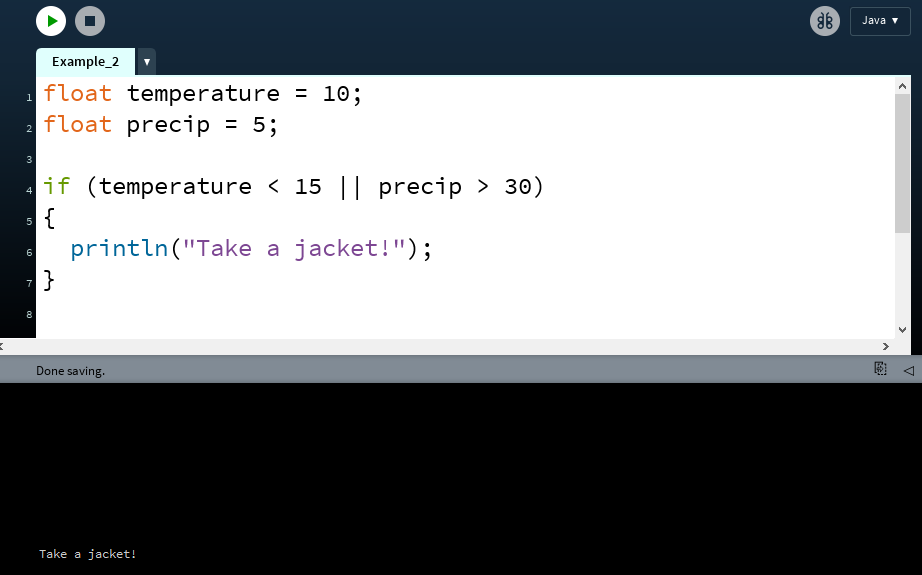 Java ▾
Example_2 ▾
1 float temperature = 10;
2 float precip = 5;
3
4 if (temperature < 15 || precip > 30)
5 {
6   println("Take a jacket!");
7 }
8
Done saving.
Take a jacket!